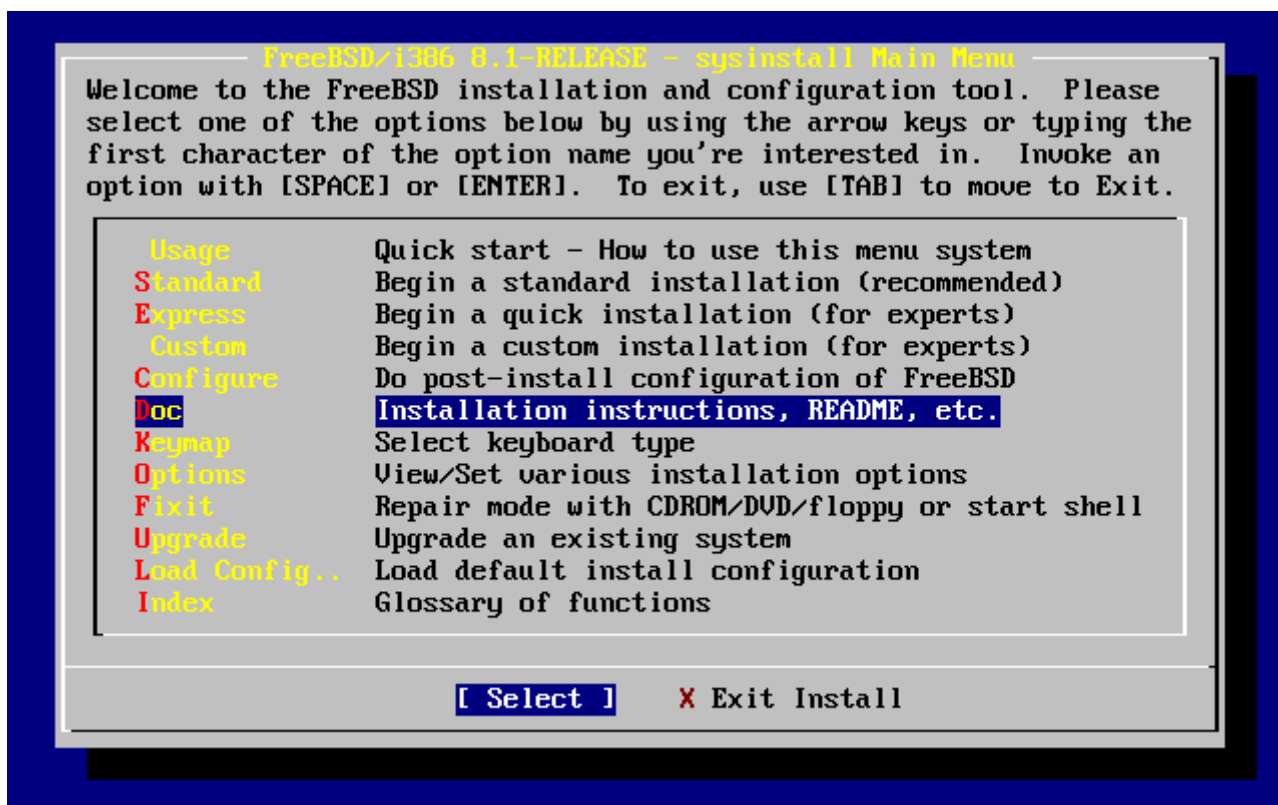 FreeBSD/i386 8.1-RELEASE - sysinstall Main Menu
Welcome to the FreeBSD installation and configuration tool.  Please
select one of the options below by using the arrow keys or typing the
first character of the option name you're interested in.  Invoke an
option with [SPACE] or [ENTER].  To exit, use [TAB] to move to Exit.
Usage Quick start - How to use this menu system
Standard Begin a standard installation (recommended)
Express Begin a quick installation (for experts)
Custom Begin a custom installation (for experts)
Configure Do post-install configuration of FreeBSD
Doc Installation instructions, README, etc.
Keymap Select keyboard type
Options View/Set various installation options
Fixit Repair mode with CDROM/DVD/floppy or start shell
Upgrade Upgrade an existing system
Load Config.. Load default install configuration
Index Glossary of functions
[ Select ] X Exit Install